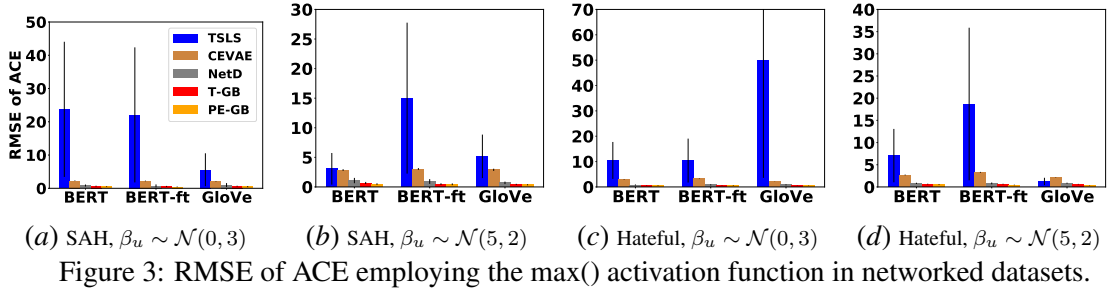 RMSE of ACE
50
40
30
20
10
0
TSLS
CEVAE
NetD
T-GB
PE-GB
BERT BERT-ft GloVe
30
25
20
15
10
5
0
BERT BERT-ft GloVe
70
60
50
40
30
20
10
0
BERT BERT-ft GloVe
40
35
30
25
20
15
10
5
0
BERT BERT-ft GloVe
(a) SAH, β_u ∼ 𝒩(0, 3)
(b) SAH, β_u ∼ 𝒩(5, 2)
(c) Hateful, β_u ∼ 𝒩(0, 3)
(d) Hateful, β_u ∼ 𝒩(5, 2)
Figure 3: RMSE of ACE employing the max() activation function in networked datasets.